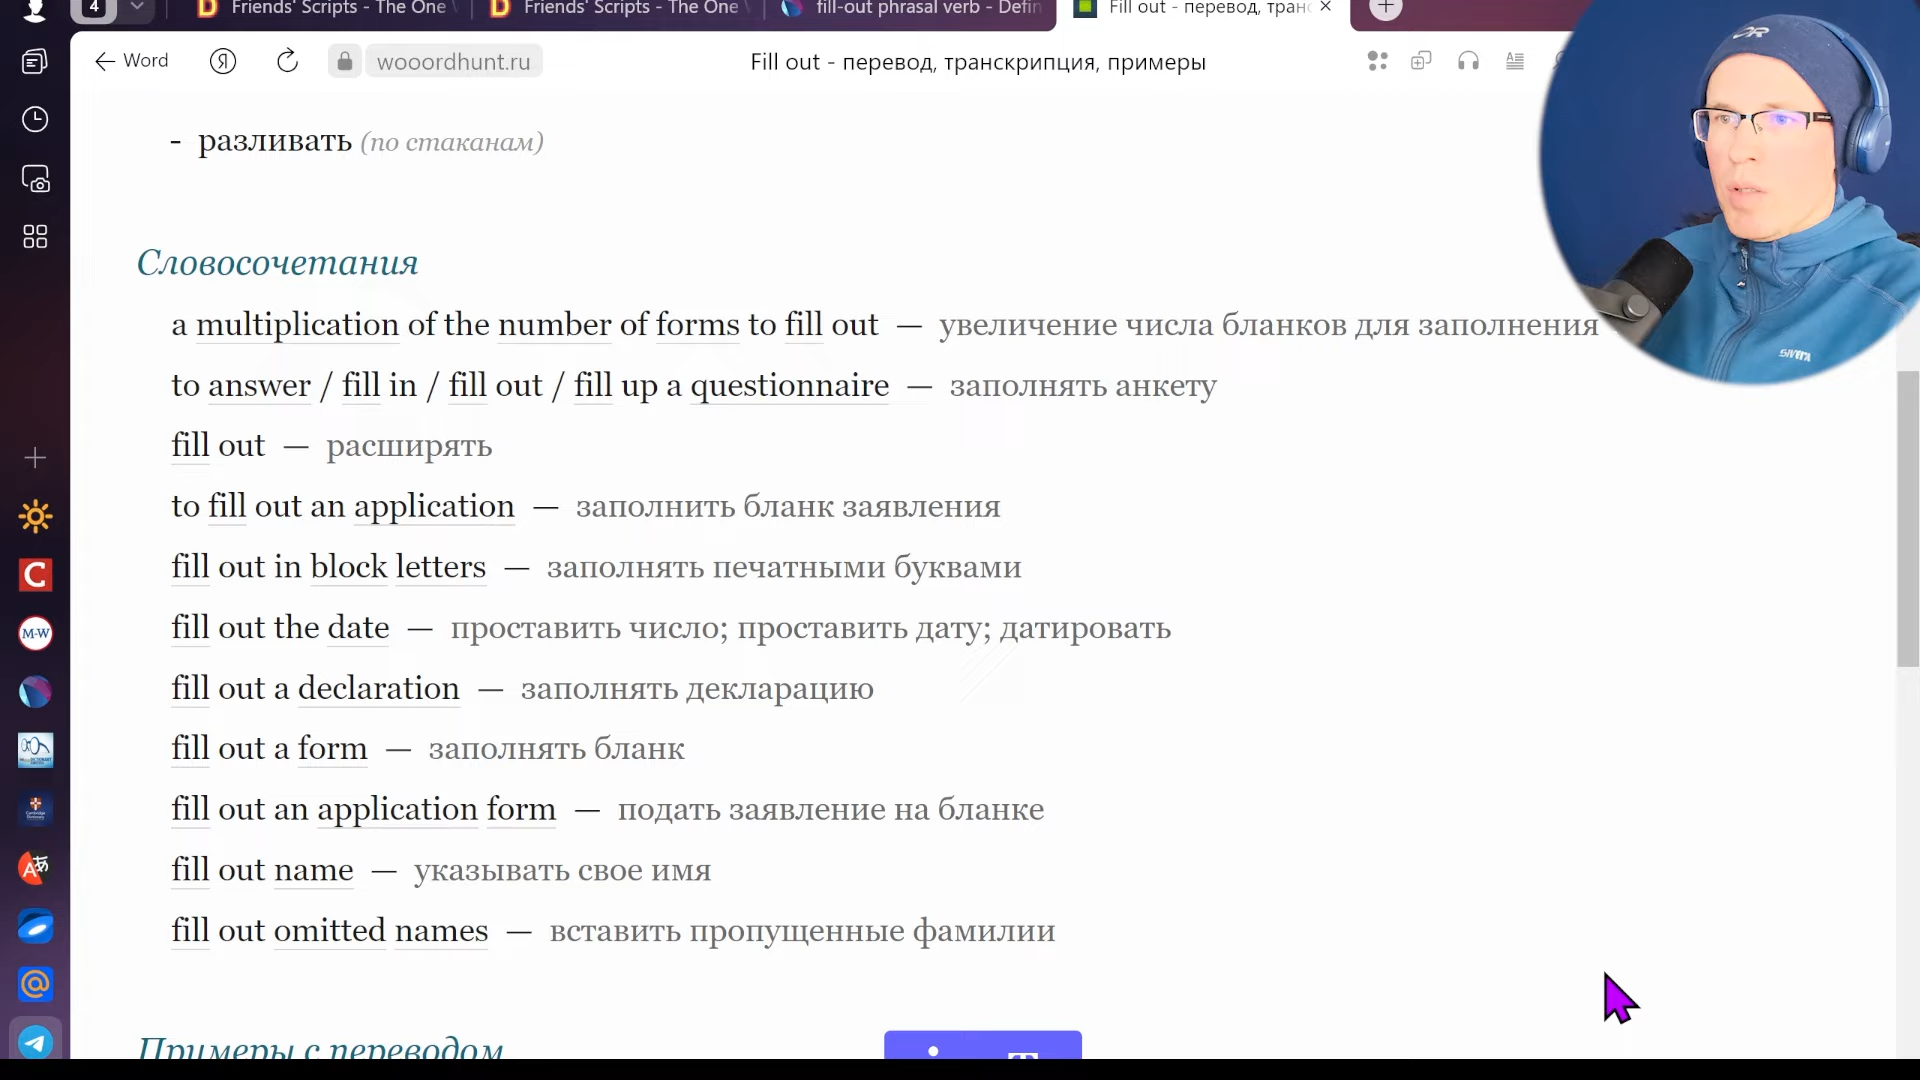 4
Friends' Scripts - The One
Friends' Scripts - The One
fill-out phrasal verb - Defin
Fill out - перевод, транс
Word
Я
wooordhunt.ru
Fill out - перевод, транскрипция, примеры
- разливать (по стаканам)
Словосочетания
a multiplication of the number of forms to fill out — увеличение числа бланков для заполнения
to answer / fill in / fill out / fill up a questionnaire — заполнять анкету
fill out — расширять
to fill out an application — заполнить бланк заявления
fill out in block letters — заполнять печатными буквами
fill out the date — проставить число; проставить дату; датировать
fill out a declaration — заполнять декларацию
fill out a form — заполнять бланк
fill out an application form — подать заявление на бланке
fill out name — указывать свое имя
fill out omitted names — вставить пропущенные фамилии
Примеры с переводом
C
M-W
OR
SIVERA